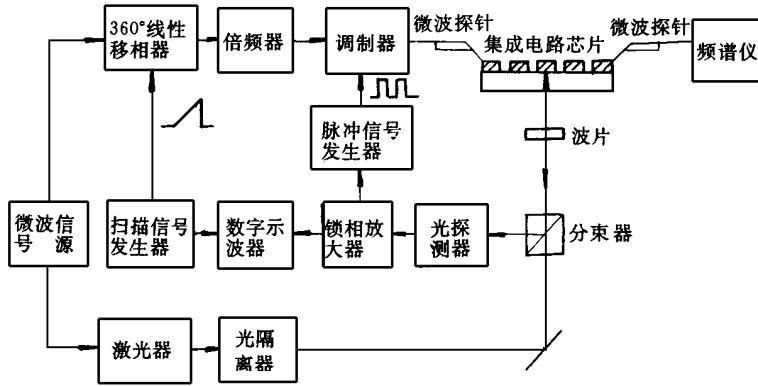 360°线性
移相器
倍频器
调制器
微波探针
集成电路芯片
微波探针
频谱仪
脉冲信号
发生器
波片
微波信
号 源
扫描信号
发生器
数字示
波器
锁相放
大器
光探
测器
分束器
激光器
光隔
离器